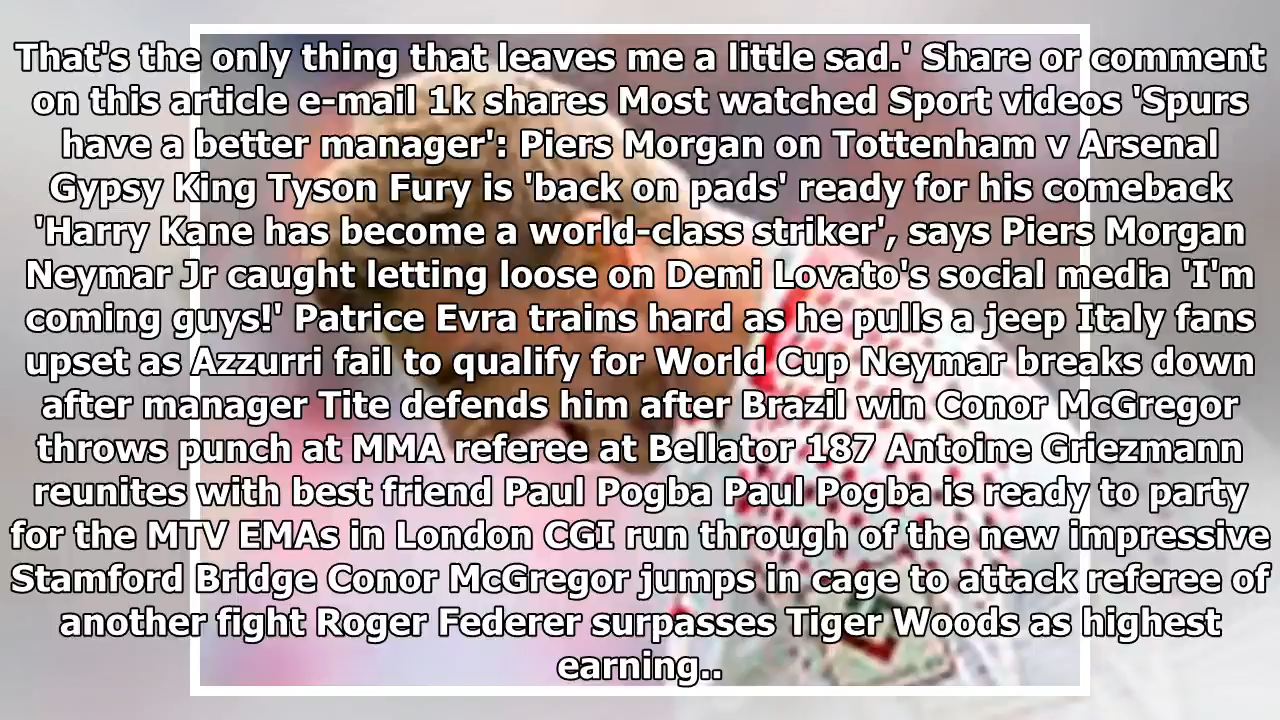 That's the only thing that leaves me a little sad.' Share or comment
on this article e-mail 1k shares Most watched Sport videos 'Spurs
have a better manager': Piers Morgan on Tottenham v Arsenal
Gypsy King Tyson Fury is 'back on pads' ready for his comeback
'Harry Kane has become a world-class striker', says Piers Morgan
Neymar Jr caught letting loose on Demi Lovato's social media 'I'm
coming guys!' Patrice Evra trains hard as he pulls a jeep Italy fans
upset as Azzurri fail to qualify for World Cup Neymar breaks down
after manager Tite defends him after Brazil win Conor McGregor
throws punch at MMA referee at Bellator 187 Antoine Griezmann
reunites with best friend Paul Pogba Paul Pogba is ready to party
for the MTV EMAs in London CGI run through of the new impressive
Stamford Bridge Conor McGregor jumps in cage to attack referee of
another fight Roger Federer surpasses Tiger Woods as highest
earning..